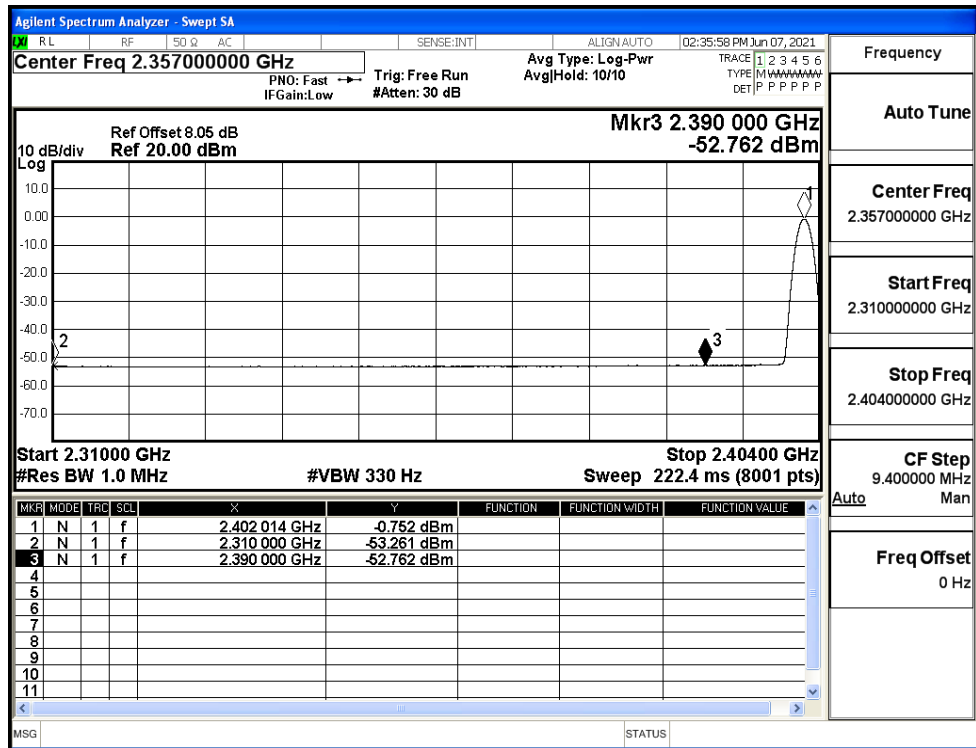 Agilent Spectrum Analyzer - Swept SA
LXI RL RF 50 Ω AC SENSE:INT ALIGN AUTO 02:35:58 PM Jun 07, 2021
Center Freq 2.357000000 GHz
PNO: Fast
IFGain:Low
Trig: Free Run
#Atten: 30 dB
Avg Type: Log-Pwr
Avg|Hold: 10/10
TRACE 1 2 3 4 5 6
TYPE M WWWWW
DET P P P P P P
Mkr3 2.390 000 GHz
-52.762 dBm
Ref Offset 8.05 dB
10 dB/div Ref 20.00 dBm
Log
10.0
0.00
-10.0
-20.0
-30.0
-40.0
-50.0
-60.0
-70.0
1
2
3
Start 2.31000 GHz Stop 2.40400 GHz
#Res BW 1.0 MHz #VBW 330 Hz Sweep 222.4 ms (8001 pts)
MKR MODE TRC SCL X Y FUNCTION FUNCTION WIDTH FUNCTION VALUE
1 N 1 f 2.402 014 GHz -0.752 dBm
2 N 1 f 2.310 000 GHz -53.261 dBm
3 N 1 f 2.390 000 GHz -52.762 dBm
4
5
6
7
8
9
10
11
MSG STATUS
Frequency
Auto Tune
Center Freq
2.357000000 GHz
Start Freq
2.310000000 GHz
Stop Freq
2.404000000 GHz
CF Step
9.400000 MHz
Auto Man
Freq Offset
0 Hz